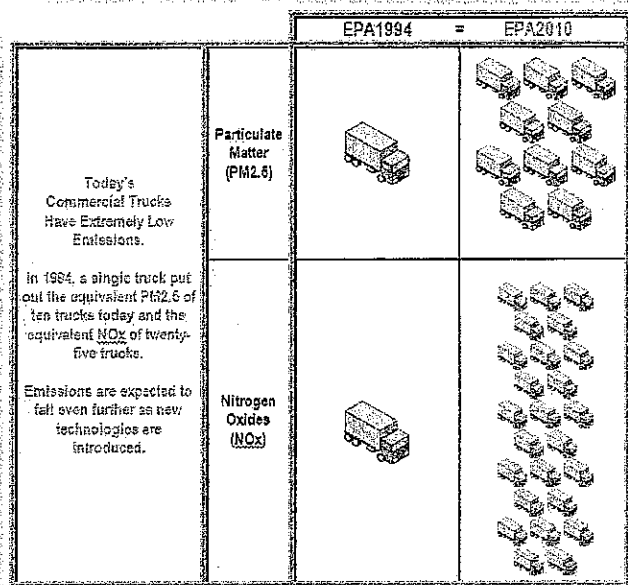 EPA1994 = EPA2010
Particulate
Matter
(PM2.5)
Today's
Commercial Trucks
Have Extremely Low
Emissions.
In 1994, a single truck put
out the equivalent PM2.5 of
ten trucks today and the
equivalent NOx of twenty-
five trucks.
Emissions are expected to
fall even further as new
technologies are
introduced.
Nitrogen
Oxides
(NOx)